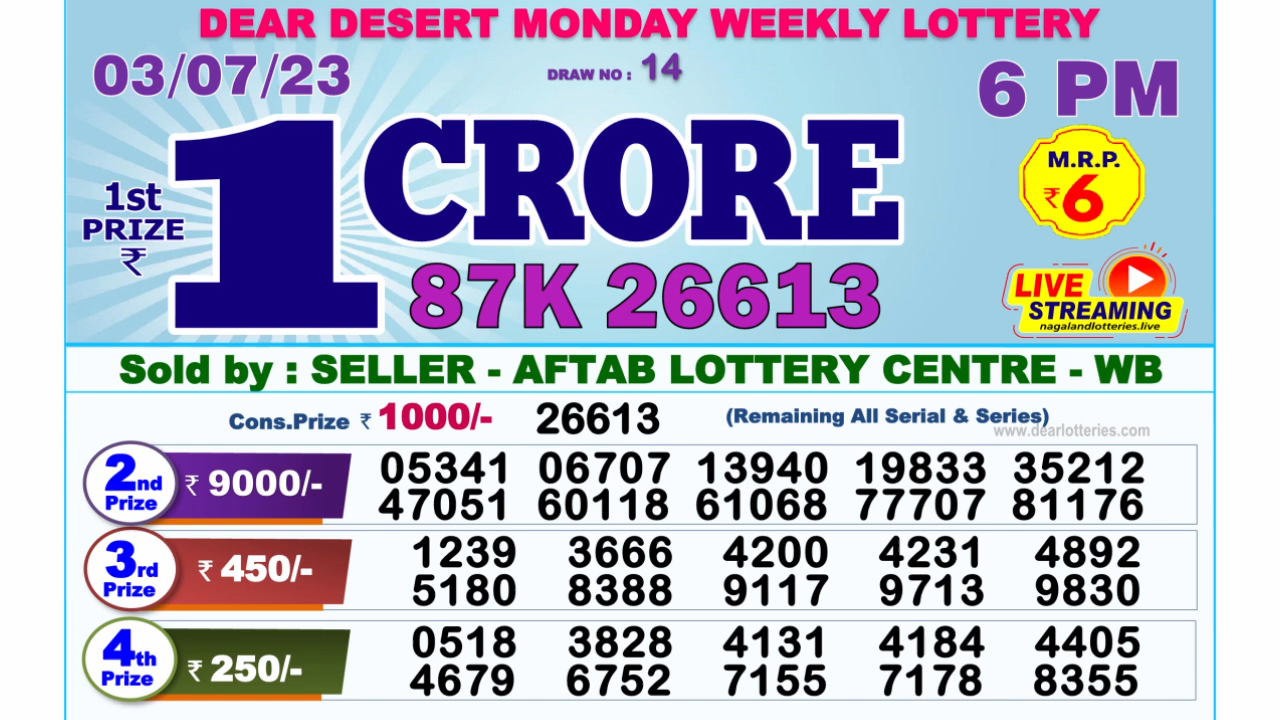 DEAR DESERT MONDAY WEEKLY LOTTERY
03/07/23
DRAW NO : 14
6 PM
1st
PRIZE
₹
1 CRORE
87K 26613
M.R.P.
₹6
LIVE
STREAMING
nagalandlotteries.live
Sold by : SELLER - AFTAB LOTTERY CENTRE - WB
Cons.Prize ₹ 1000/- 26613 (Remaining All Serial & Series)
www.dearlotteries.com
2nd
Prize
₹ 9000/-
05341 06707 13940 19833 35212
47051 60118 61068 77707 81176
3rd
Prize
₹ 450/-
1239 3666 4200 4231 4892
5180 8388 9117 9713 9830
4th
Prize
₹ 250/-
0518 3828 4131 4184 4405
4679 6752 7155 7178 8355